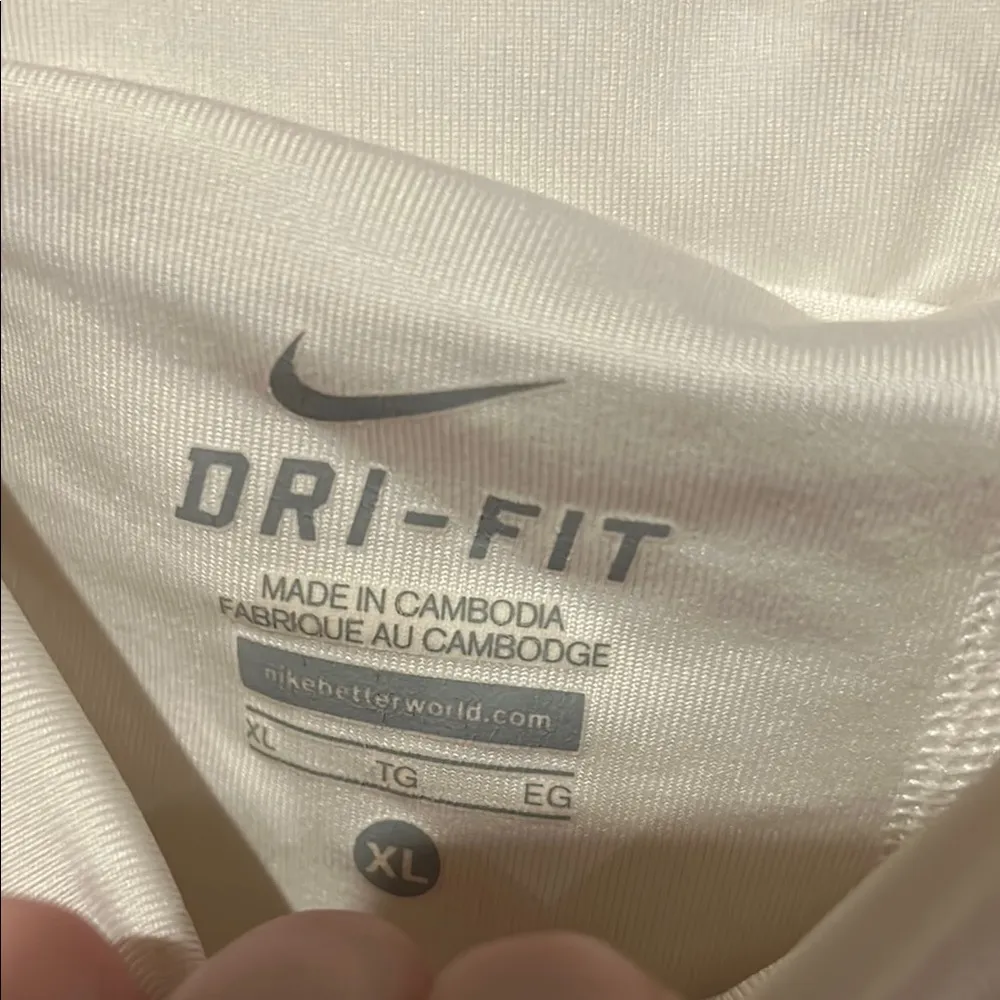 DRI-FIT
MADE IN CAMBODIA
FABRIQUE AU CAMBODGE
nikebetterworld.com
XL TG EG
XL